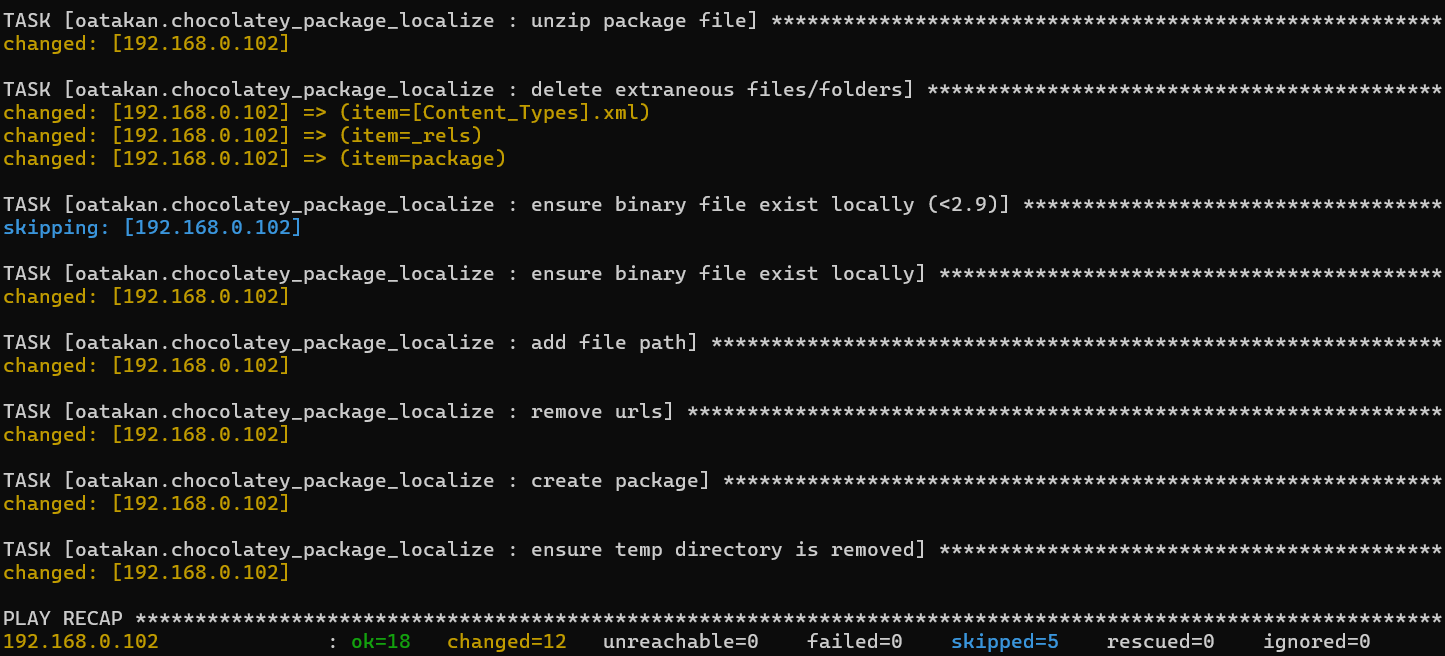 TASK [oatakan.chocolatey_package_localize : unzip package file] ********************************************************
changed: [192.168.0.102]
TASK [oatakan.chocolatey_package_localize : delete extraneous files/folders] *******************************************
changed: [192.168.0.102] => (item=[Content_Types].xml)
changed: [192.168.0.102] => (item=_rels)
changed: [192.168.0.102] => (item=package)
TASK [oatakan.chocolatey_package_localize : ensure binary file exist locally (<2.9)] ***********************************
skipping: [192.168.0.102]
TASK [oatakan.chocolatey_package_localize : ensure binary file exist locally] ******************************************
changed: [192.168.0.102]
TASK [oatakan.chocolatey_package_localize : add file path] *************************************************************
changed: [192.168.0.102]
TASK [oatakan.chocolatey_package_localize : remove urls] ***************************************************************
changed: [192.168.0.102]
TASK [oatakan.chocolatey_package_localize : create package] ************************************************************
changed: [192.168.0.102]
TASK [oatakan.chocolatey_package_localize : ensure temp directory is removed] ******************************************
changed: [192.168.0.102]
PLAY RECAP *************************************************************************************************************
192.168.0.102 : ok=18 changed=12 unreachable=0 failed=0 skipped=5 rescued=0 ignored=0